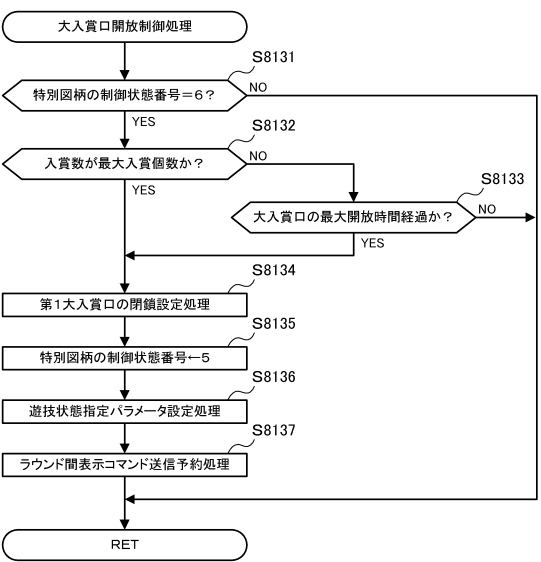 大入賞口開放制御処理
S8131
特別図柄の制御状態番号＝６？
NO
YES
S8132
入賞数が最大入賞個数か？
NO
YES
S8133
大入賞口の最大開放時間経過か？
NO
YES
S8134
第１大入賞口の閉鎖設定処理
S8135
特別図柄の制御状態番号←５
S8136
遊技状態指定パラメータ設定処理
S8137
ラウンド間表示コマンド送信予約処理
RET